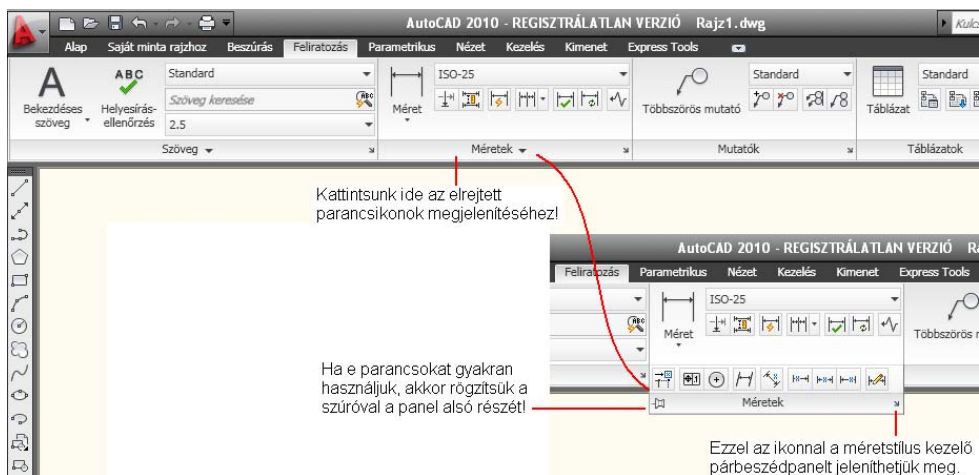 AutoCAD 2010 - REGISZTRÁLATLAN VERZIÓ Rajz1.dwg
Alap Saját minta rajzhoz Beszúrás Feliratozás Parametrikus Nézet Kezelés Kimenet Express Tools
A
Bekezdéses
szöveg
ABC
Helyesírás-
ellenőrzés
Standard
Szöveg keresése
2.5
Méret
ISO-25
Többszörös mutató
Standard
Táblázat
Standard
Szöveg Méretek Mutatók Táblázatok
Kattintsunk ide az elrejtett
parancsikonok megjelenítéséhez!
AutoCAD 2010 - REGISZTRÁLATLAN VERZIÓ
Feliratozás Parametrikus Nézet Kezelés Kimenet Express Tools
ISO-25
Méret
Többszörös
Méretek
Ha e parancsokat gyakran
használjuk, akkor rögzítsük a
szúróval a panel alsó részét!
Ezzel az ikonnal a méretstílus kezelő
párbeszédpanelt jeleníthetjük meg.